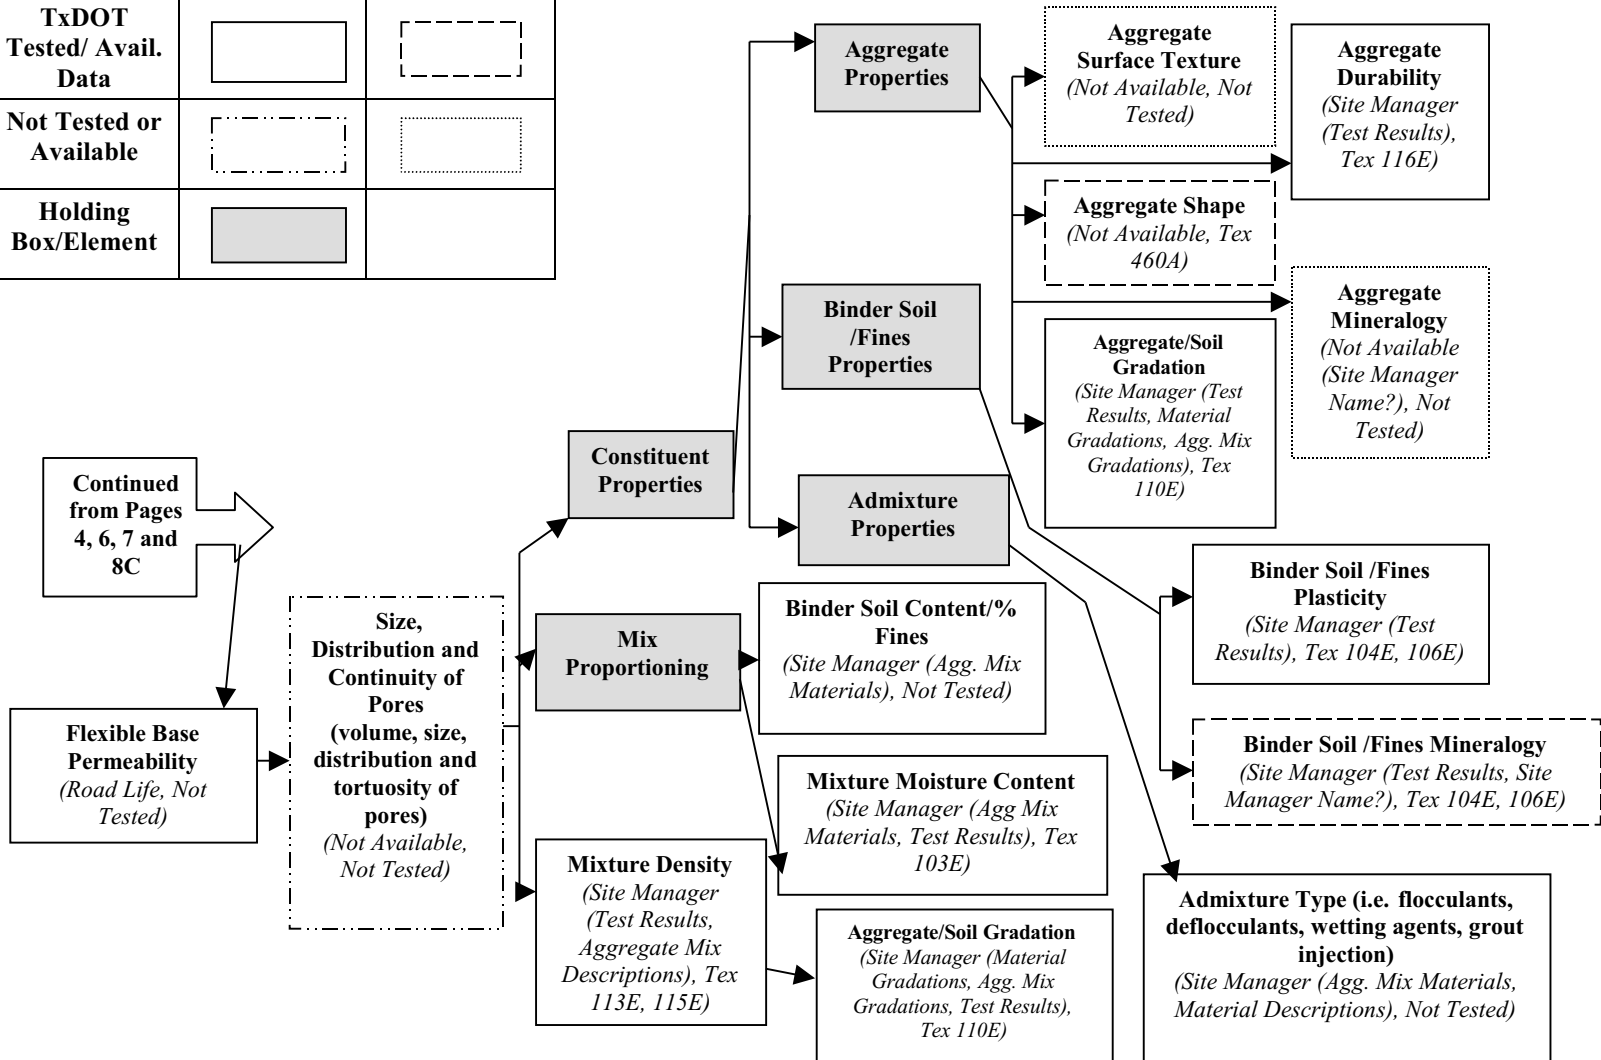 TxDOT
Tested/ Avail.
Data
Not Tested or
Available
Holding
Box/Element
Continued
from Pages
4, 6, 7 and
8C
Flexible Base
Permeability
(Road Life, Not
Tested)
Size,
Distribution and
Continuity of
Pores
(volume, size,
distribution and
tortuosity of
pores)
(Not Available,
Not Tested)
Constituent
Properties
Mix
Proportioning
Mixture Density
(Site Manager
(Test Results,
Aggregate Mix
Descriptions), Tex
113E, 115E)
Aggregate
Properties
Binder Soil
/Fines
Properties
Admixture
Properties
Binder Soil Content/%
Fines
(Site Manager (Agg. Mix
Materials), Not Tested)
Mixture Moisture Content
(Site Manager (Agg Mix
Materials, Test Results), Tex
103E)
Aggregate/Soil Gradation
(Site Manager (Material
Gradations, Agg. Mix
Gradations, Test Results),
Tex 110E)
Aggregate
Surface Texture
(Not Available, Not
Tested)
Aggregate Shape
(Not Available, Tex
460A)
Aggregate/Soil
Gradation
(Site Manager (Test
Results, Material
Gradations, Agg. Mix
Gradations), Tex
110E)
Aggregate
Durability
(Site Manager
(Test Results),
Tex 116E)
Aggregate
Mineralogy
(Not Available
(Site Manager
Name?), Not
Tested)
Binder Soil /Fines
Plasticity
(Site Manager (Test
Results), Tex 104E, 106E)
Binder Soil /Fines Mineralogy
(Site Manager (Test Results, Site
Manager Name?), Tex 104E, 106E)
Admixture Type (i.e. flocculants,
deflocculants, wetting agents, grout
injection)
(Site Manager (Agg. Mix Materials,
Material Descriptions), Not Tested)